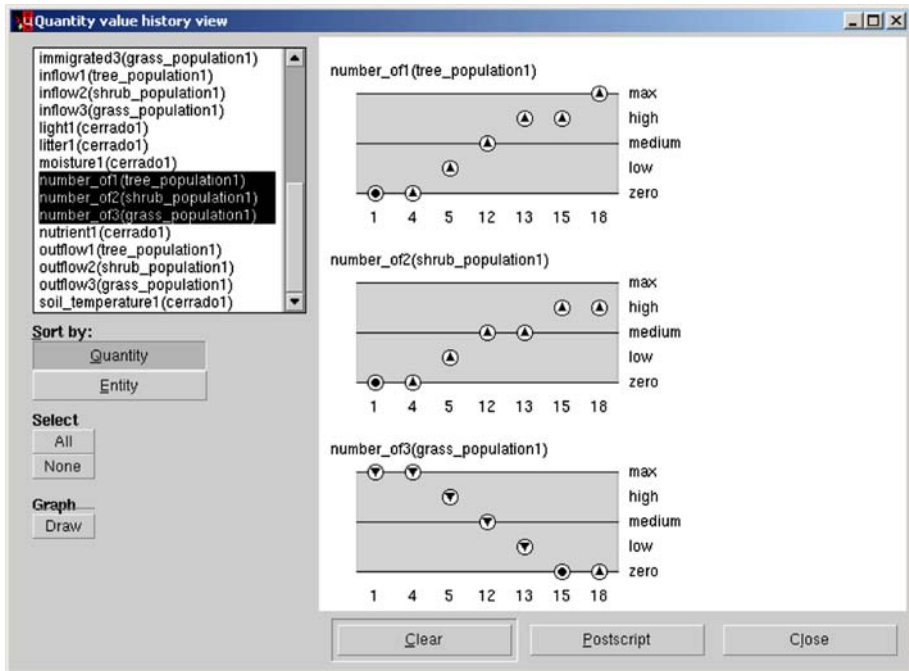 Quantity value history view
immigrated3(grass_population1)
inflow1(tree_population1)
inflow2(shrub_population1)
inflow3(grass_population1)
light1(cerrado1)
litter1(cerrado1)
moisture1(cerrado1)
number_of1(tree_population1)
number_of2(shrub_population1)
number_of3(grass_population1)
nutrient1(cerrado1)
outflow1(tree_population1)
outflow2(shrub_population1)
outflow3(grass_population1)
soil_temperature1(cerrado1)
Sort by:
Quantity
Entity
Select
All
None
Graph
Draw
number_of1(tree_population1)
max
high
medium
low
zero
1 4 5 12 13 15 18
number_of2(shrub_population1)
max
high
medium
low
zero
1 4 5 12 13 15 18
number_of3(grass_population1)
max
high
medium
low
zero
1 4 5 12 13 15 18
Clear Postscript Close